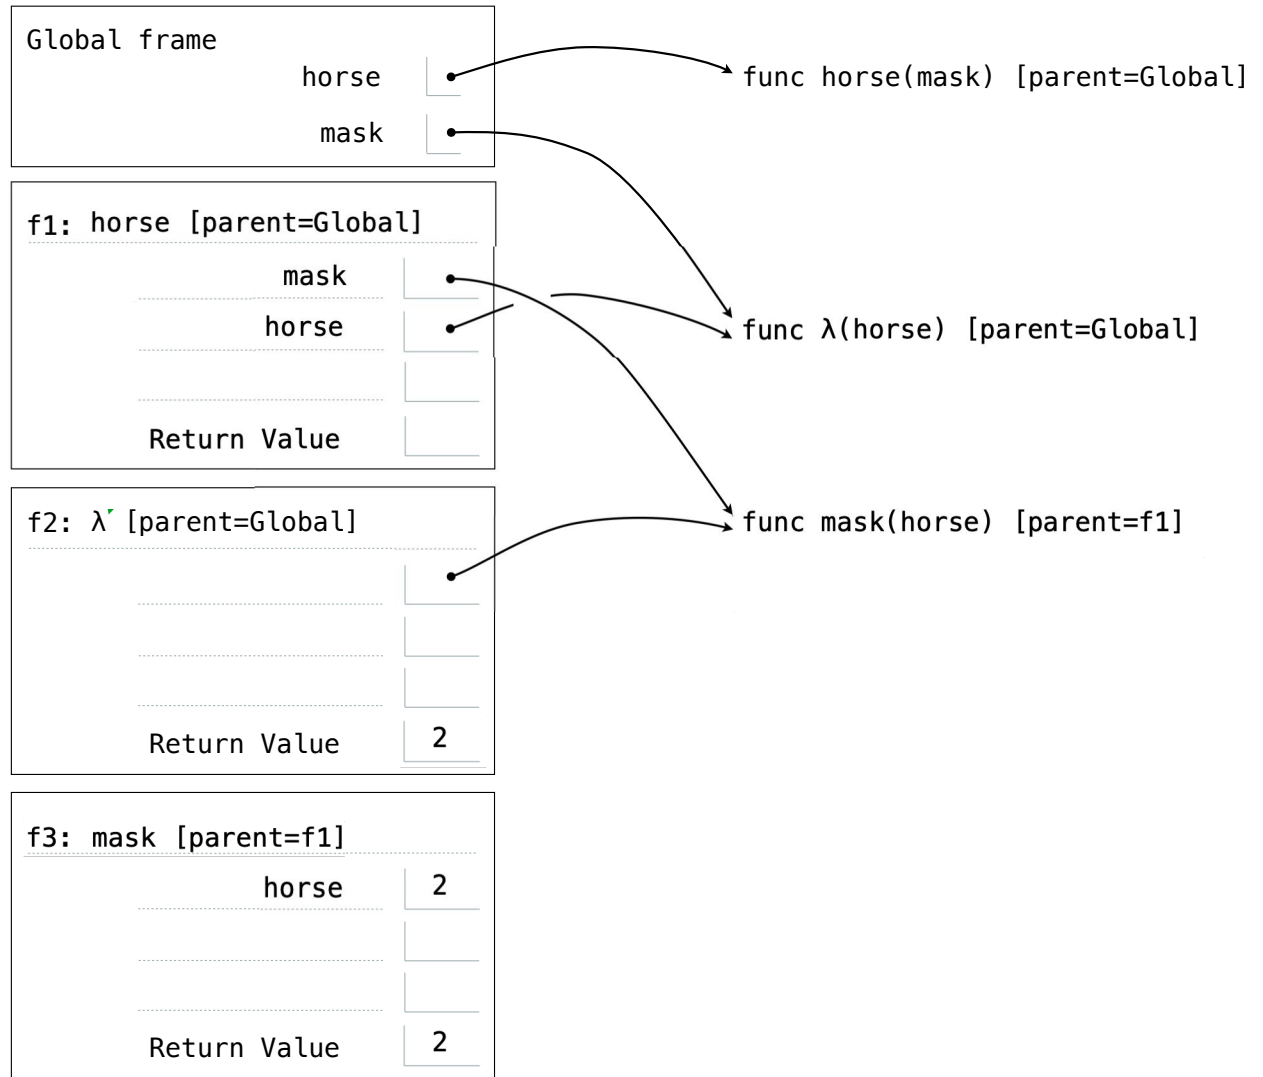 Global frame
horse
func horse(mask) [parent=Global]
mask
f1: horse [parent=Global]
mask
horse
func λ(horse) [parent=Global]
Return Value
f2: λ [parent=Global]
func mask(horse) [parent=f1]
Return Value 2
f3: mask [parent=f1]
horse 2
Return Value 2